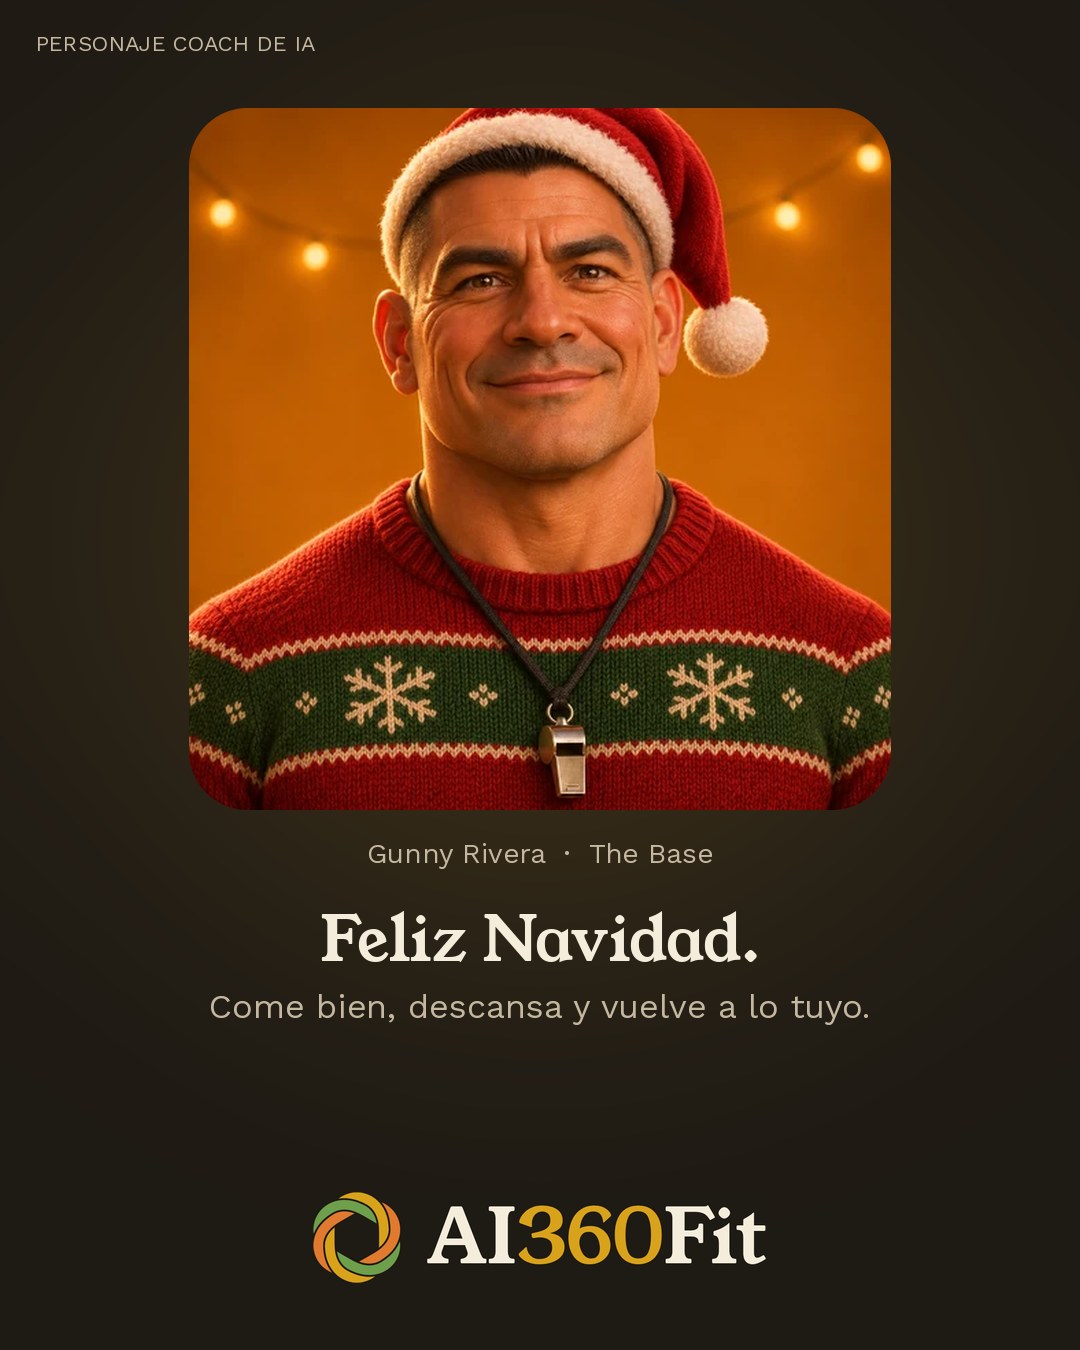 PERSONAJE COACH DE IA
Gunny Rivera · The Base
Feliz Navidad.
Come bien, descansa y vuelve a lo tuyo.
AI360Fit